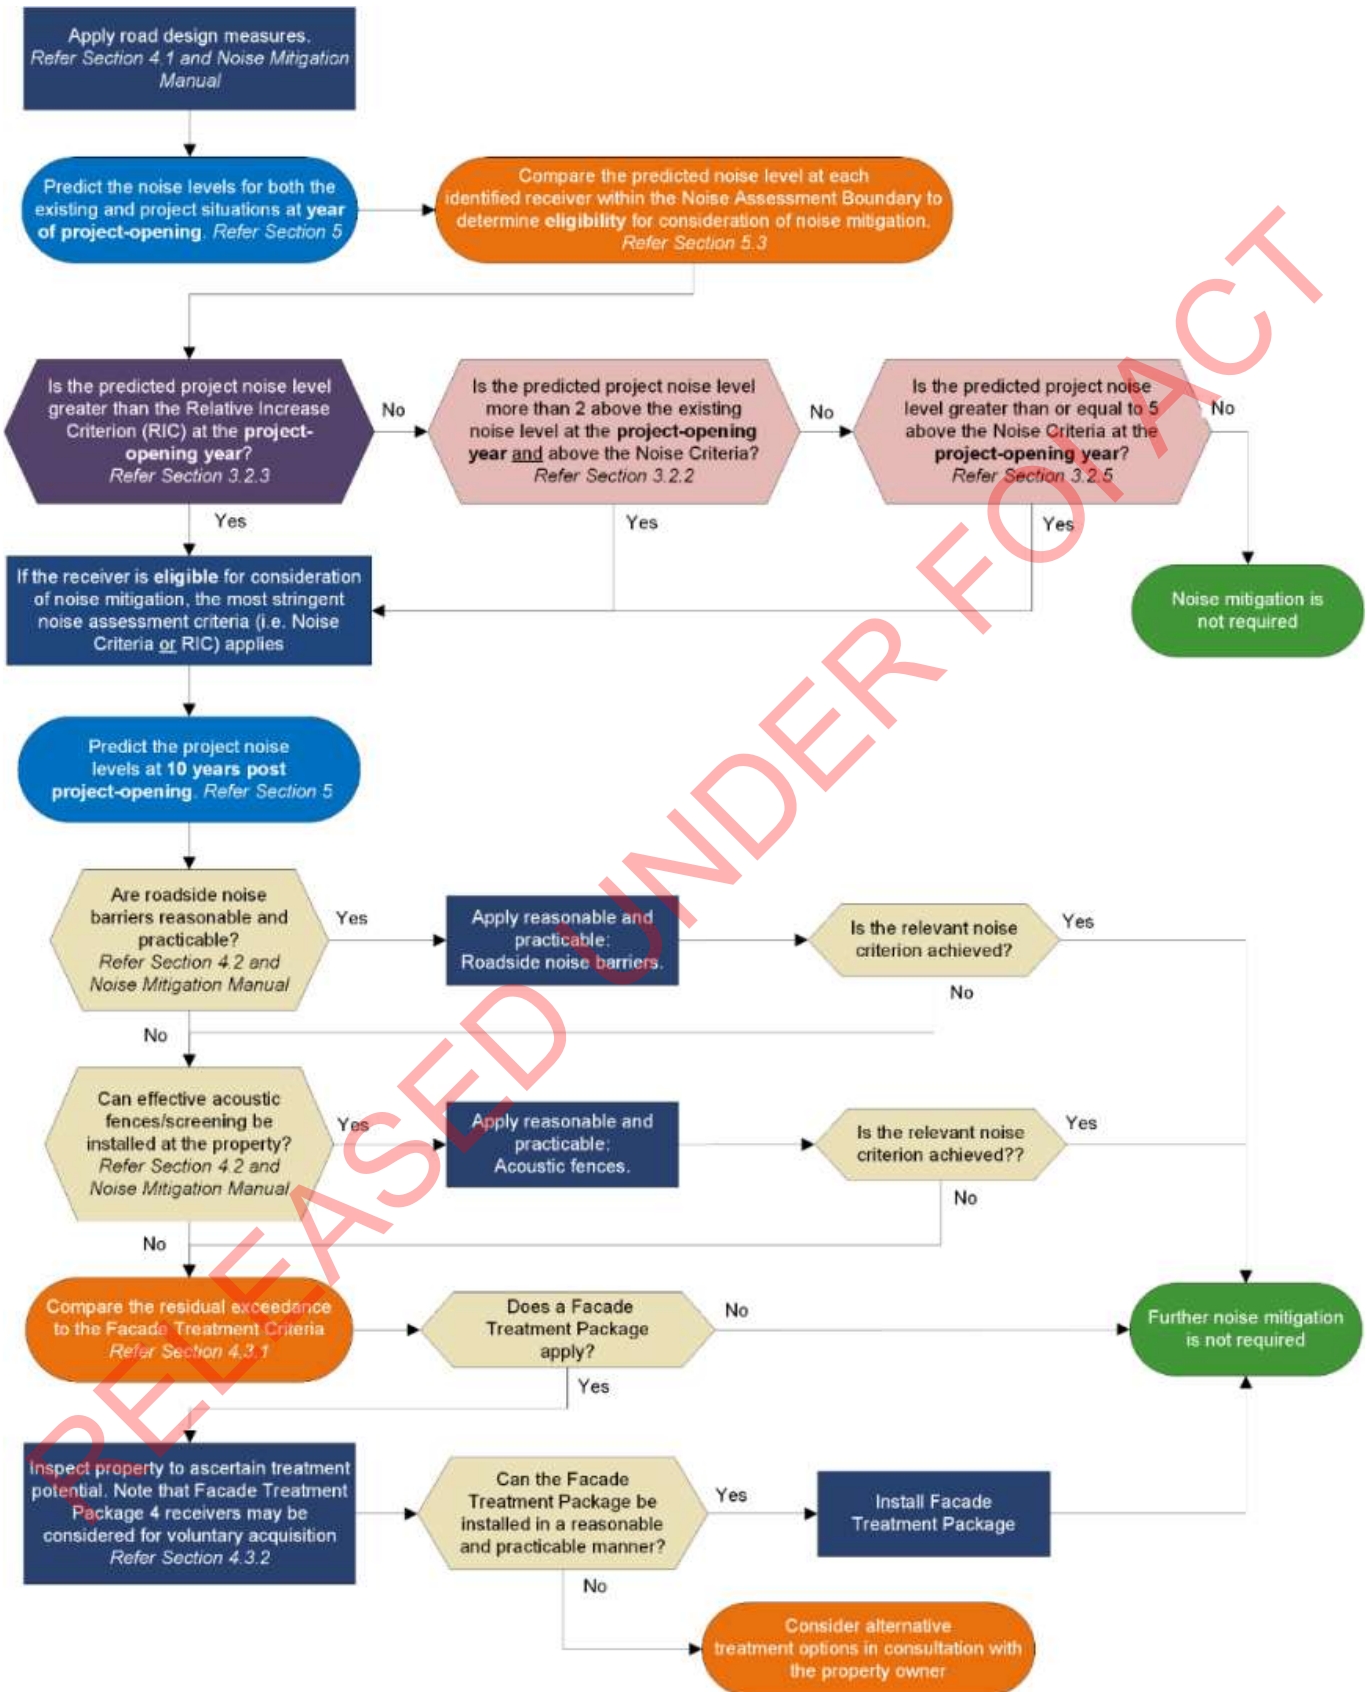 Apply road design measures.
Refer Section 4.1 and Noise Mitigation
Manual
Predict the noise levels for both the
existing and project situations at year
of project-opening. Refer Section 5
Compare the predicted noise level at each
identified receiver within the Noise Assessment Boundary to
determine eligibility for consideration of noise mitigation.
Refer Section 5.3
Is the predicted project noise level
greater than the Relative Increase
Criterion (RIC) at the project-
opening year?
Refer Section 3.2.3
No
Is the predicted project noise level
more than 2 above the existing
noise level at the project-opening
year and above the Noise Criteria?
Refer Section 3.2.2
No
Is the predicted project noise
level greater than or equal to 5
above the Noise Criteria at the
project-opening year?
Refer Section 3.2.5
No
Yes
Yes
Yes
If the receiver is eligible for consideration
of noise mitigation, the most stringent
noise assessment criteria (i.e. Noise
Criteria or RIC) applies
Noise mitigation is
not required
Predict the project noise
levels at 10 years post
project-opening. Refer Section 5
Are roadside noise
barriers reasonable and
practicable?
Refer Section 4.2 and
Noise Mitigation Manual
Yes
Apply reasonable and
practicable:
Roadside noise barriers.
Is the relevant noise
criterion achieved?
Yes
No
No
Can effective acoustic
fences/screening be
installed at the property?
Refer Section 4.2 and
Noise Mitigation Manual
Yes
Apply reasonable and
practicable:
Acoustic fences.
Is the relevant noise
criterion achieved??
Yes
No
No
Compare the residual exceedance
to the Facade Treatment Criteria
Refer Section 4.3.1
Does a Facade
Treatment Package
apply?
No
Further noise mitigation
is not required
Yes
Inspect property to ascertain treatment
potential. Note that Facade Treatment
Package 4 receivers may be
considered for voluntary acquisition
Refer Section 4.3.2
Can the Facade
Treatment Package be
installed in a reasonable
and practicable manner?
Yes
Install Facade
Treatment Package
No
Consider alternative
treatment options in consultation with
the property owner
RELEASED UNDER FOI ACT